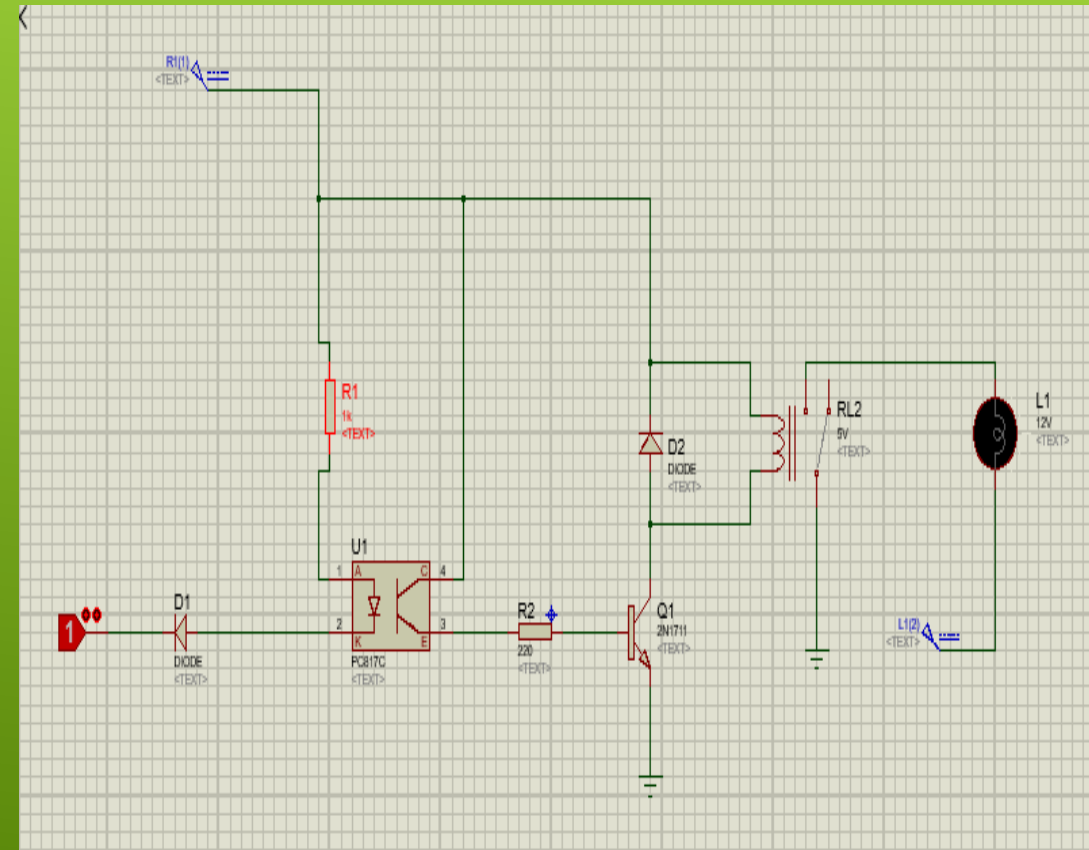 R1(1)
<TEXT>
R1
1k
<TEXT>
RL2
5V
<TEXT>
L1
12V
<TEXT>
D2
DIODE
<TEXT>
U1
1
A
C
4
2
K
E
3
PC817C
<TEXT>
1
D1
DIODE
<TEXT>
R2
220
<TEXT>
Q1
2N1711
<TEXT>
L1(2)
<TEXT>